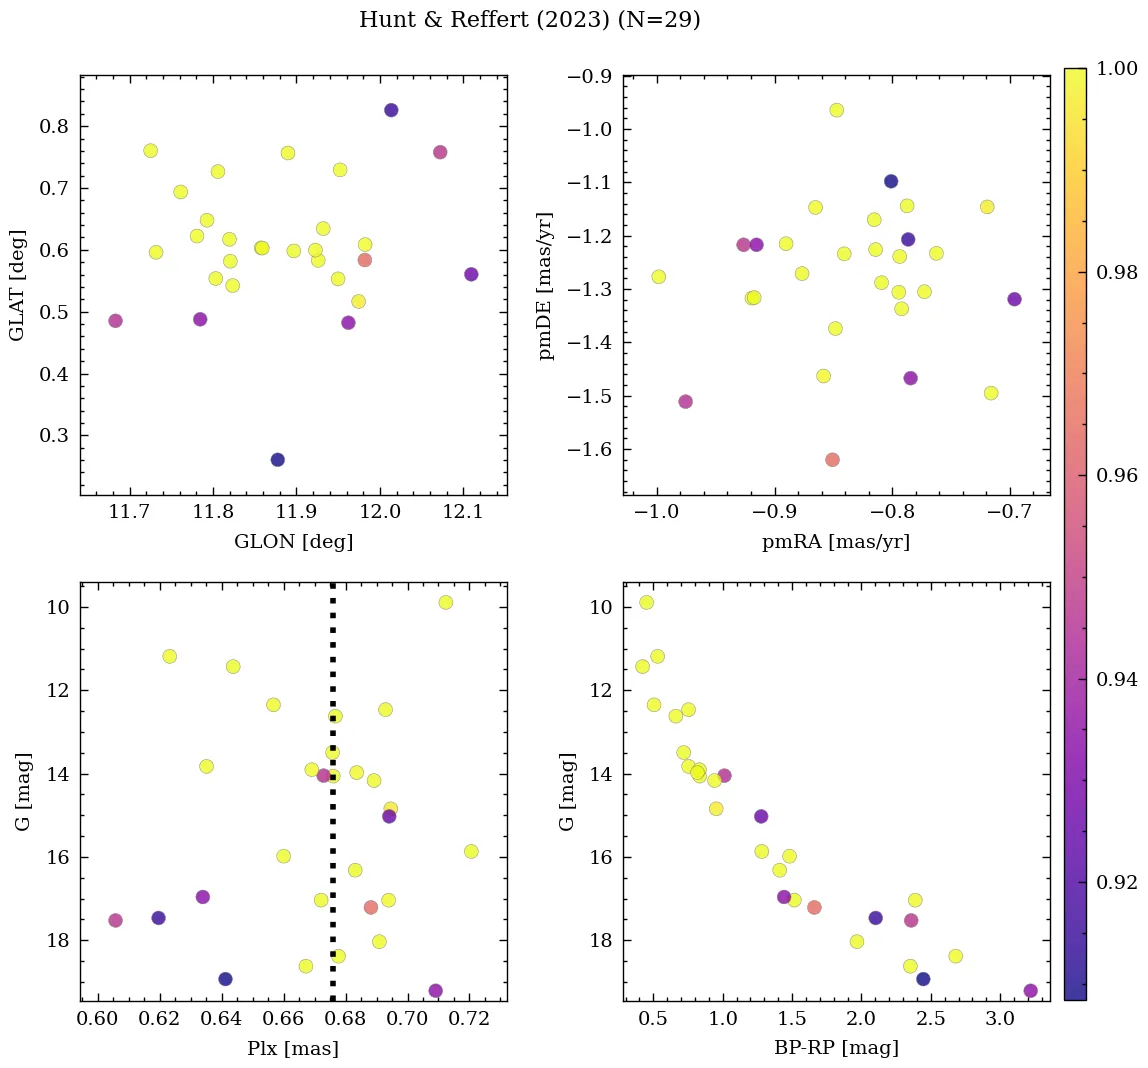 Hunt & Reffert (2023) (N=29)
0.8
0.7
0.6
0.5
0.4
0.3
GLAT [deg]
11.7 11.8 11.9 12.0 12.1
GLON [deg]
−0.9
−1.0
−1.1
−1.2
−1.3
−1.4
−1.5
−1.6
pmDE [mas/yr]
−1.0 −0.9 −0.8 −0.7
pmRA [mas/yr]
10
12
14
16
18
G [mag]
0.60 0.62 0.64 0.66 0.68 0.70 0.72
Plx [mas]
10
12
14
16
18
G [mag]
0.5 1.0 1.5 2.0 2.5 3.0
BP-RP [mag]
1.00
0.98
0.96
0.94
0.92